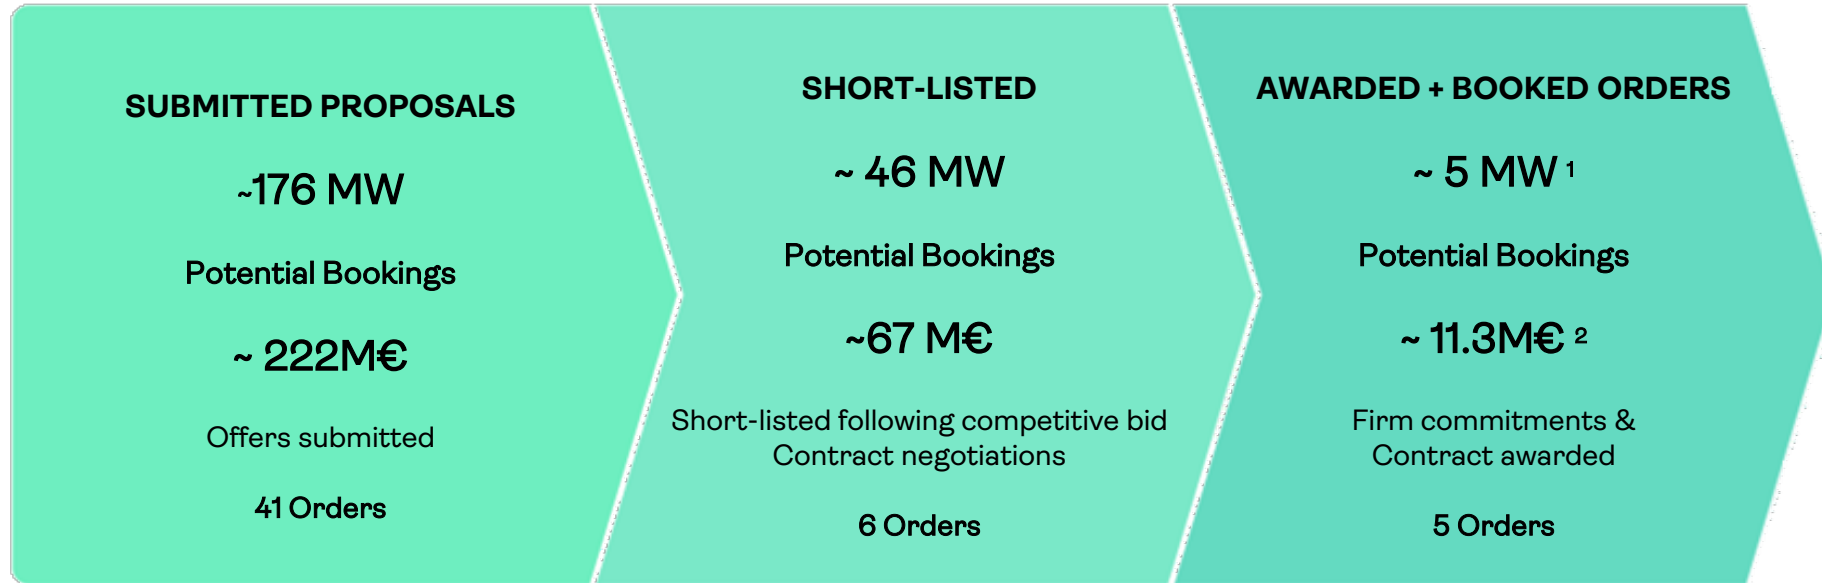 SUBMITTED PROPOSALS
~176 MW
Potential Bookings
~ 222M€
Offers submitted
41 Orders
SHORT-LISTED
~ 46 MW
Potential Bookings
~67 M€
Short-listed following competitive bid
Contract negotiations
6 Orders
AWARDED + BOOKED ORDERS
~ 5 MW 1
Potential Bookings
~ 11.3M€ 2
Firm commitments &
Contract awarded
5 Orders